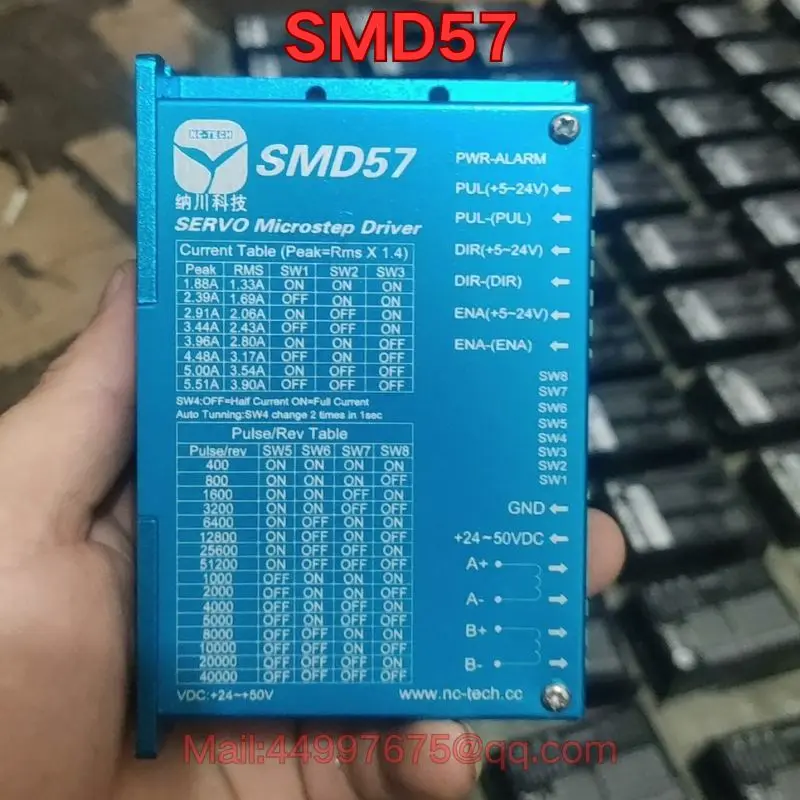 SMD57
NC-TECH
SMD57
纳川科技
SERVO Microstep Driver
Current Table (Peak=Rms X 1.4)
Peak RMS SW1 SW2 SW3
1.88A 1.33A ON ON ON
2.39A 1.69A OFF ON ON
2.91A 2.06A ON OFF ON
3.44A 2.43A OFF OFF ON
3.96A 2.80A ON ON OFF
4.48A 3.17A OFF ON OFF
5.00A 3.54A ON OFF OFF
5.51A 3.90A OFF OFF OFF
SW4:OFF=Half Current ON=Full Current
Auto Tunning:SW4 change 2 times in 1sec
Pulse/Rev Table
Pulse/rev SW5 SW6 SW7 SW8
400 ON ON ON ON
800 ON ON ON OFF
1600 ON ON OFF ON
3200 ON ON OFF OFF
6400 ON OFF ON ON
12800 ON OFF ON OFF
25600 ON OFF OFF ON
51200 ON OFF OFF OFF
1000 OFF ON ON ON
2000 OFF ON ON OFF
4000 OFF ON OFF ON
5000 OFF ON OFF OFF
8000 OFF OFF ON ON
10000 OFF OFF ON OFF
20000 OFF OFF OFF ON
40000 OFF OFF OFF OFF
VDC:+24~+50V
PWR-ALARM
PUL(+5~24V)
PUL-(PUL)
DIR(+5~24V)
DIR-(DIR)
ENA(+5~24V)
ENA-(ENA)
SW8
SW7
SW6
SW5
SW4
SW3
SW2
SW1
GND
+24~50VDC
A+
A-
B+
B-
www.nc-tech.cc
Mail:44997675@qq.com